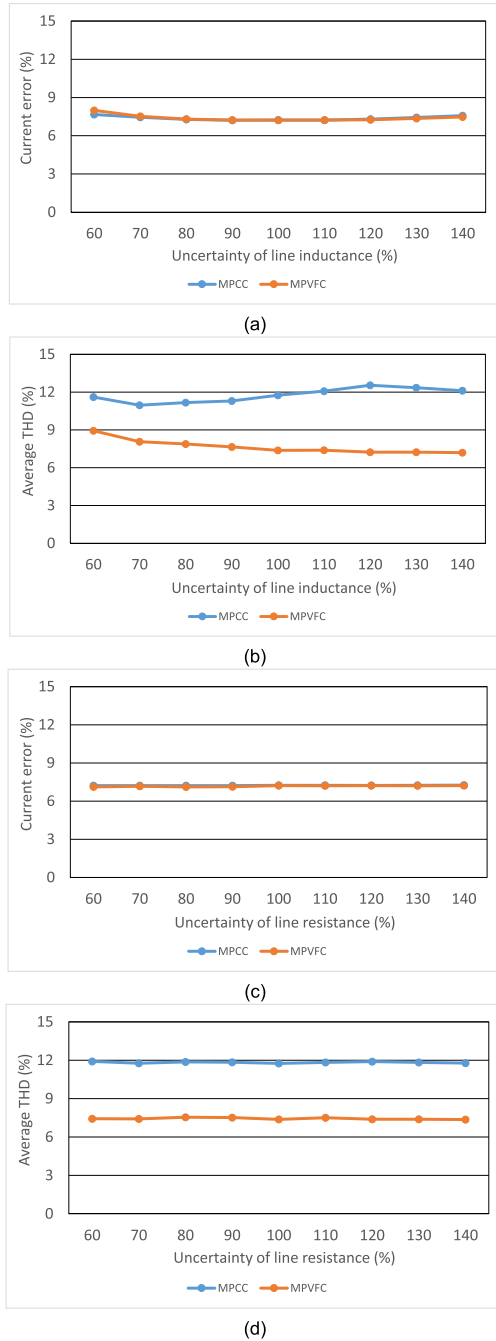 Current error (%)
15
12
9
6
3
0
60 70 80 90 100 110 120 130 140
Uncertainty of line inductance (%)
MPCC MPVFC
(a)
Average THD (%)
15
12
9
6
3
0
60 70 80 90 100 110 120 130 140
Uncertainty of line inductance (%)
MPCC MPVFC
(b)
Current error (%)
15
12
9
6
3
0
60 70 80 90 100 110 120 130 140
Uncertainty of line resistance (%)
MPCC MPVFC
(c)
Average THD (%)
15
12
9
6
3
0
60 70 80 90 100 110 120 130 140
Uncertainty of line resistance (%)
MPCC MPVFC
(d)